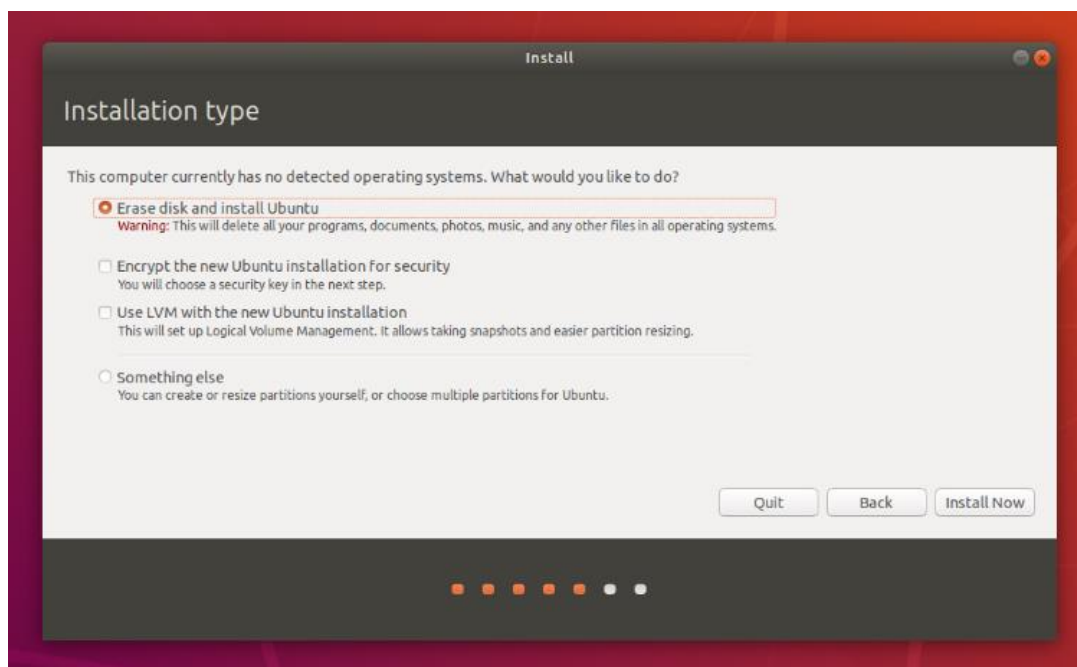 Install
Installation type
This computer currently has no detected operating systems. What would you like to do?
Erase disk and install Ubuntu
Warning: This will delete all your programs, documents, photos, music, and any other files in all operating systems.
Encrypt the new Ubuntu installation for security
You will choose a security key in the next step.
Use LVM with the new Ubuntu installation
This will set up Logical Volume Management. It allows taking snapshots and easier partition resizing.
Something else
You can create or resize partitions yourself, or choose multiple partitions for Ubuntu.
Quit Back Install Now